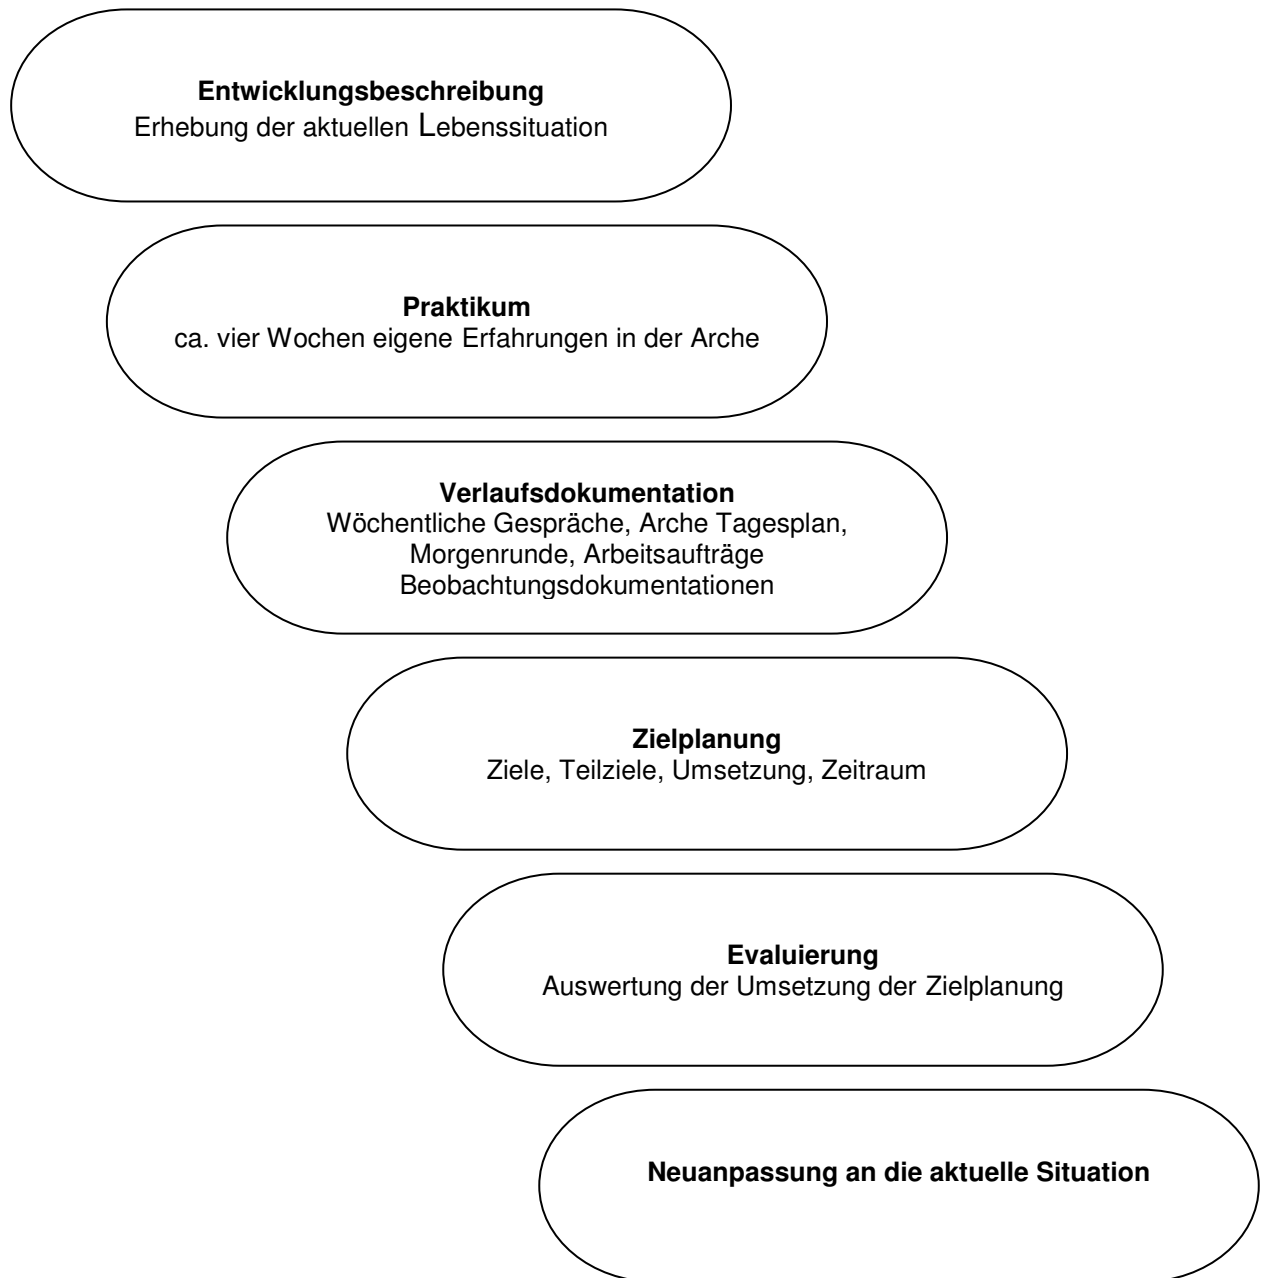 Entwicklungsbeschreibung
Erhebung der aktuellen Lebenssituation
Praktikum
ca. vier Wochen eigene Erfahrungen in der Arche
Verlaufsdokumentation
Wöchentliche Gespräche, Arche Tagesplan,
Morgenrunde, Arbeitsaufträge
Beobachtungsdokumentationen
Zielplanung
Ziele, Teilziele, Umsetzung, Zeitraum
Evaluierung
Auswertung der Umsetzung der Zielplanung
Neuanpassung an die aktuelle Situation